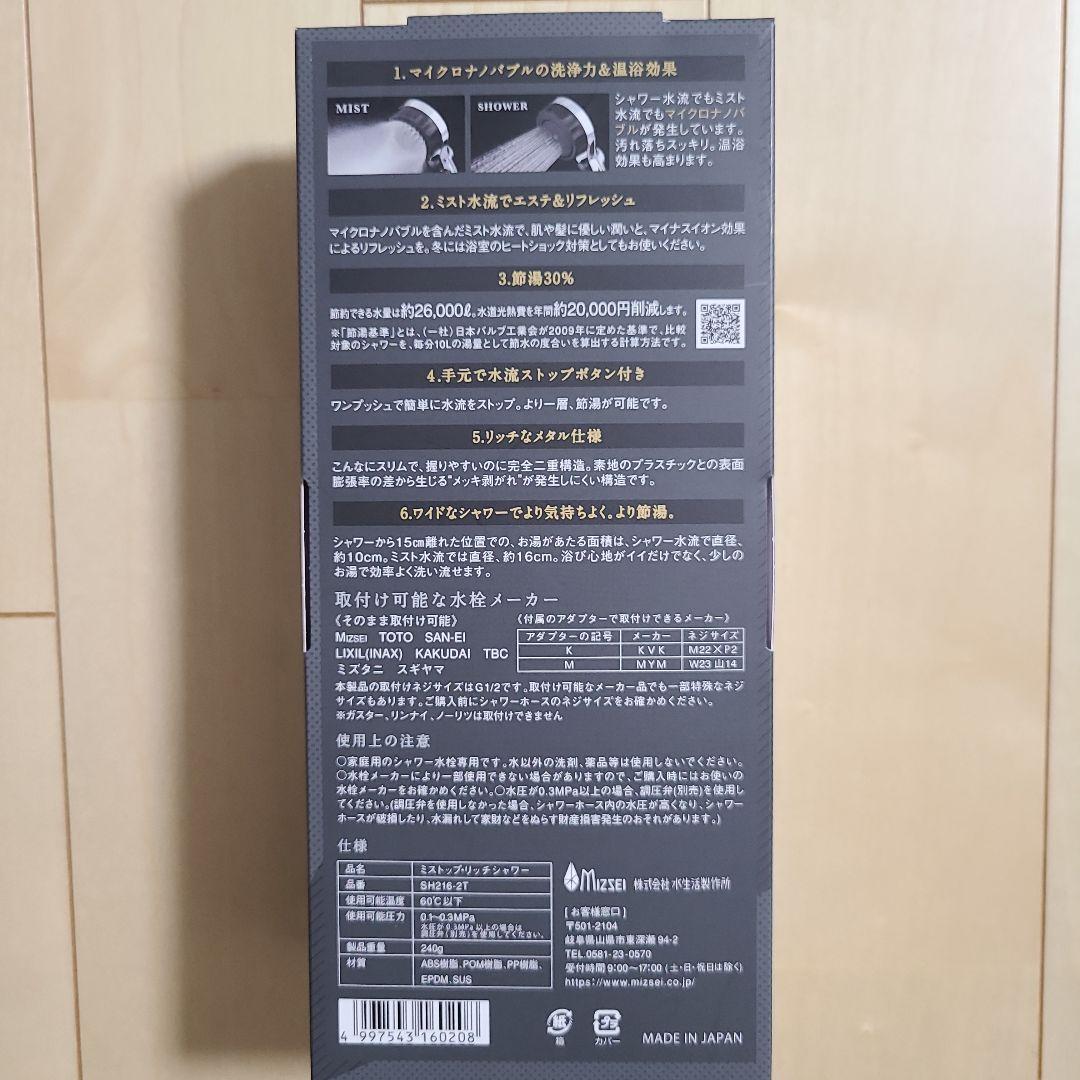 1.マイクロナノバブルの洗浄力&温浴効果
MIST
SHOWER
シャワー水流でもミスト
水流でもマイクロナノバ
ブルが発生しています。
汚れ落ちスッキリ。温浴
効果も高まります。
2.ミスト水流でエステ&リフレッシュ
マイクロナノバブルを含んだミスト水流で、肌や髪に優しい潤いと、マイナスイオン効果
によるリフレッシュを。冬には浴室のヒートショック対策としてもお使いください。
3.節湯30%
節約できる水量は約26,000ℓ。水道光熱費を年間約20,000円削減します。
※「節湯基準」とは、(一社)日本バルブ工業会が2009年に定めた基準で、比較
対象のシャワーを、毎分10Lの湯量として節水の度合いを算出する計算方法です。
4.手元で水流ストップボタン付き
ワンプッシュで簡単に水流をストップ。より一層、節湯が可能です。
5.リッチなメタル仕様
こんなにスリムで、握りやすいのに完全二重構造。素地のプラスチックとの表面
膨張率の差から生じる"メッキ剥がれ"が発生しにくい構造です。
6.ワイドなシャワーでより気持ちよく。より節湯。
シャワーから15cm離れた位置での、お湯があたる面積は、シャワー水流で直径、
約10cm。ミスト水流では直径、約16cm。浴び心地がイイだけでなく、少しの
お湯で効率よく洗い流せます。
取付け可能な水栓メーカー
《そのまま取付け可能》
MIZSEI TOTO SAN-EI
LIXIL(INAX) KAKUDAI TBC
ミズタニ スギヤマ
《付属のアダプターで取付けできるメーカー》
アダプターの記号 メーカー ネジサイズ
K KVK M22×P2
M MYM W23山14
本製品の取付けネジサイズはG1/2です。取付け可能なメーカー品でも一部特殊なネジ
サイズもあります。ご購入前にシャワーホースのネジサイズをお確かめください。
※ガスター、リンナイ、ノーリツは取付けできません
使用上の注意
○家庭用のシャワー水栓専用です。水以外の洗剤、薬品等は使用しないでください。
○水栓メーカーにより一部使用できない場合がありますので、ご購入時にはお使いの
水栓メーカーをお確かめください。○水圧が0.3MPa以上の場合、調圧弁(別売)を使用し
てください。(調圧弁を使用しなかった場合、シャワーホース内の水圧が高くなり、シャワー
ホースが破損したり、水漏れして家財などをぬらす財産損害発生のおそれがあります。)
仕様
品名 ミストップ・リッチシャワー
品番 SH216-2T
使用可能温度 60℃以下
使用可能圧力 0.1〜0.3MPa
水圧が0.3MPa以上の場合は
調圧弁(別売)を使用してください。
製品重量 240g
材質 ABS樹脂、POM樹脂、PP樹脂、
EPDM、SUS
MIZSEI 株式会社 水生活製作所
[お客様窓口]
〒501-2104
岐阜県山県市東深瀬94-2
TEL.0581-23-0570
受付時間9:00〜17:00(土・日・祝日は除く)
https://www.mizsei.co.jp/
4 997543 160208
紙
箱
プラ
カバー
MADE IN JAPAN